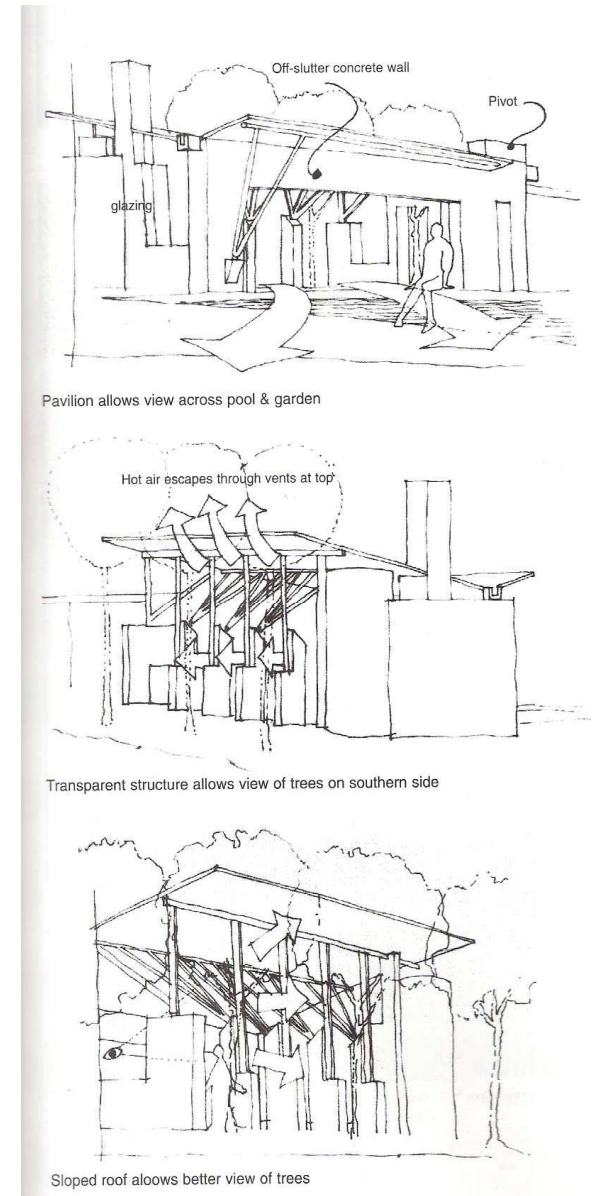 Off-slutter concrete wall
Pivot
glazing
Pavilion allows view across pool & garden
Hot air escapes through vents at top
Transparent structure allows view of trees on southern side
Sloped roof aloows better view of trees